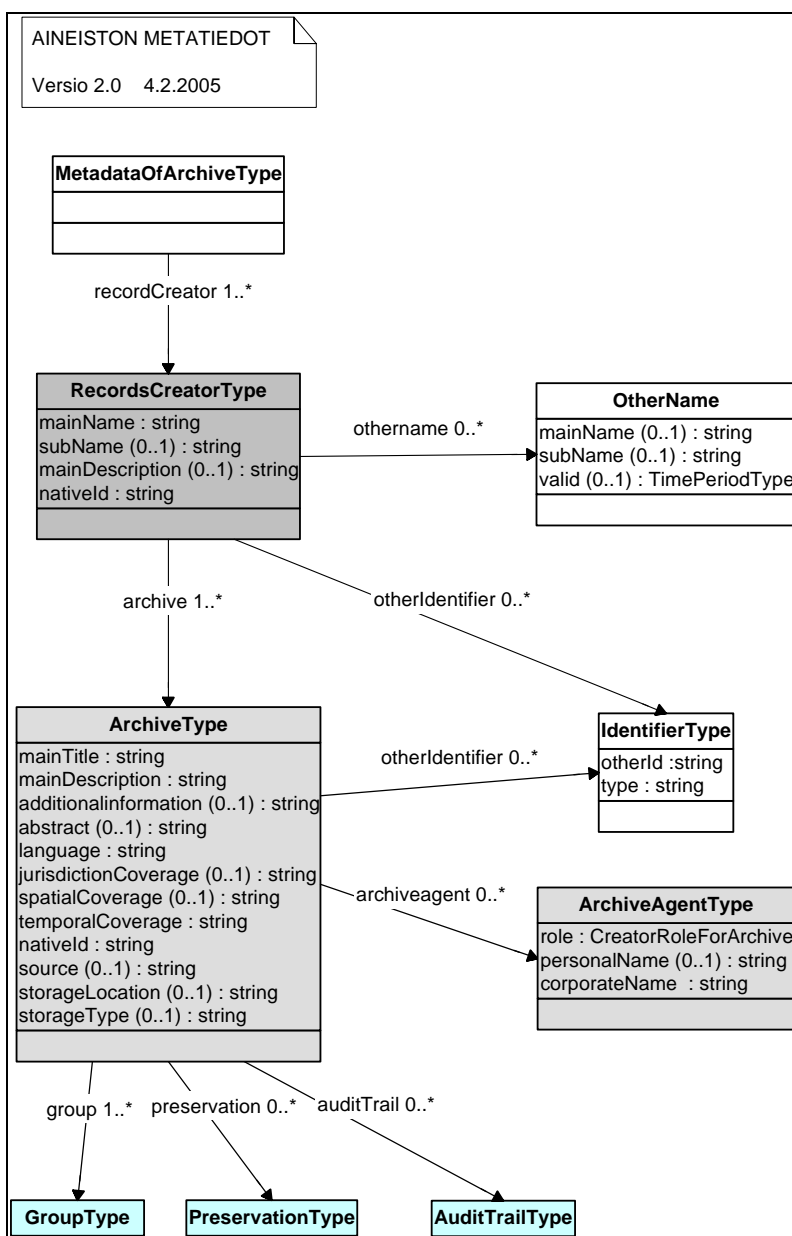 AINEISTON METATIEDOT
Versio 2.0 4.2.2005
MetadataOfArchiveType
recordCreator 1..*
RecordsCreatorType
mainName : string
subName (0..1) : string
mainDescription (0..1) : string
nativeId : string
othername 0..*
OtherName
mainName (0..1) : string
subName (0..1) : string
valid (0..1) : TimePeriodType
archive 1..*
otherIdentifier 0..*
ArchiveType
mainTitle : string
mainDescription : string
additionalinformation (0..1) : string
abstract (0..1) : string
language : string
jurisdictionCoverage (0..1) : string
spatialCoverage (0..1) : string
temporalCoverage : string
nativeId : string
source (0..1) : string
storageLocation (0..1) : string
storageType (0..1) : string
otherIdentifier 0..*
IdentifierType
otherId :string
type : string
archiveagent 0..*
ArchiveAgentType
role : CreatorRoleForArchive
personalName (0..1) : string
corporateName : string
group 1..*
preservation 0..*
auditTrail 0..*
GroupType
PreservationType
AuditTrailType